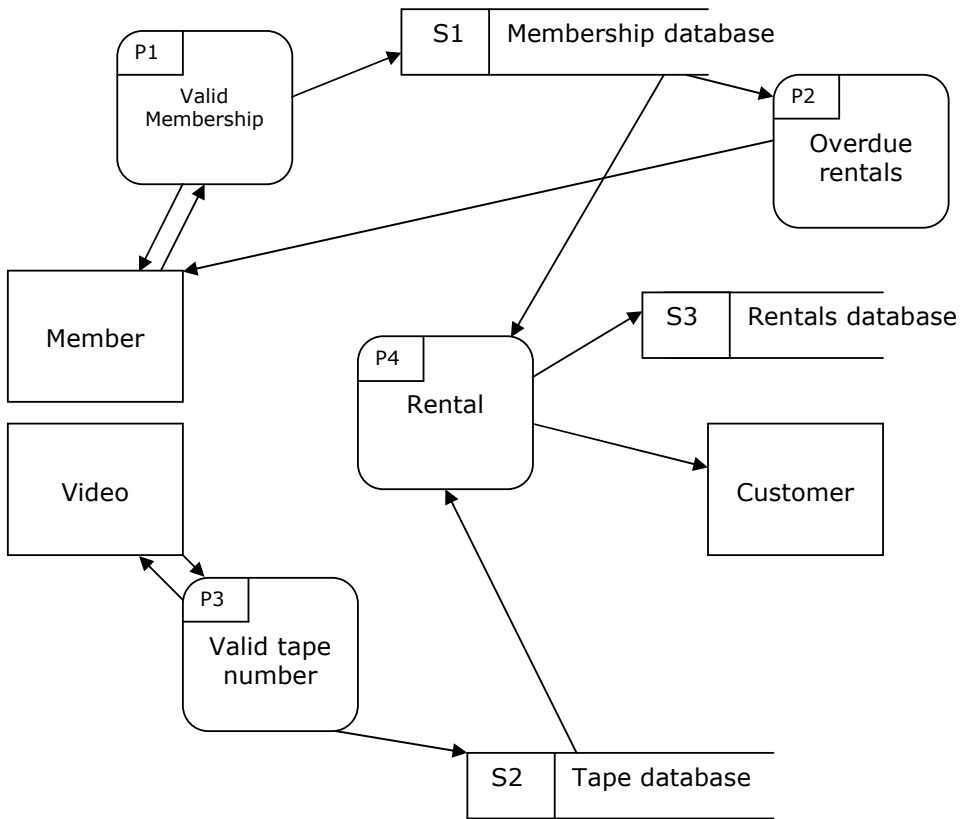 S1 Membership database
P1
Valid
Membership
P2
Overdue
rentals
Member
S3 Rentals database
P4
Rental
Video
Customer
P3
Valid tape
number
S2 Tape database